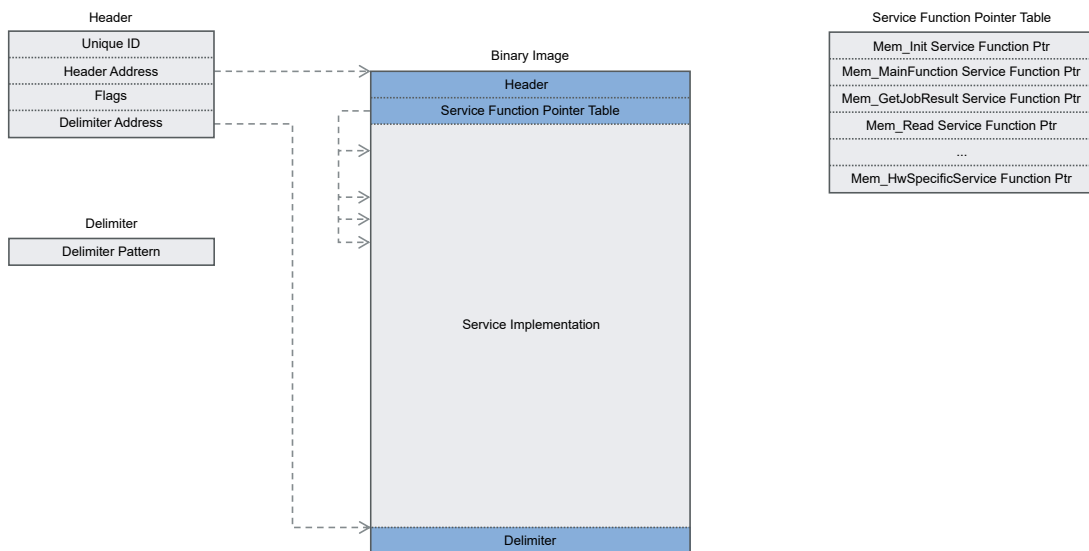 Header
Unique ID
Header Address
Flags
Delimiter Address
Delimiter
Delimiter Pattern
Binary Image
Header
Service Function Pointer Table
Service Implementation
Delimiter
Service Function Pointer Table
Mem_Init Service Function Ptr
Mem_MainFunction Service Function Ptr
Mem_GetJobResult Service Function Ptr
Mem_Read Service Function Ptr
...
Mem_HwSpecificService Function Ptr